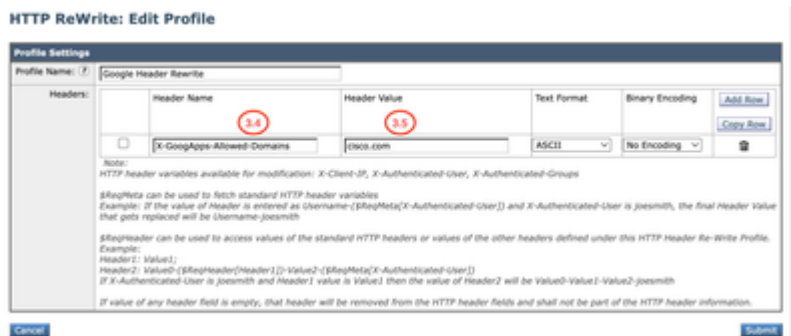 HTTP ReWrite: Edit Profile
Profile Settings
Profile Name: ? Google Header Rewrite
Headers: Header Name Header Value Text Format Binary Encoding Add Row
3.4 3.5 Copy Row
X-GoogApps-Allowed-Domains cisco.com ASCII No Encoding
Note:
HTTP header variables available for modification: X-Client-IP, X-Authenticated-User, X-Authenticated-Groups
$ReqMeta can be used to fetch standard HTTP header variables
Example: If the value of Header is entered as Username-($ReqMeta[X-Authenticated-User]) and X-Authenticated-User is joesmith, the final Header Value
that gets replaced will be Username-joesmith
$ReqHeader can be used to access values of the standard HTTP headers or values of the other headers defined under this HTTP Header Re-Write Profile.
Example:
Header1: Value1;
Header2: Value0-($ReqHeader[Header1])-Value2-($ReqMeta[X-Authenticated-User])
If X-Authenticated-User is joesmith and Header1 value is Value1 then the value of Header2 will be Value0-Value1-Value2-joesmith
If value of any header field is empty, that header will be removed from the HTTP header fields and shall not be part of the HTTP header information.
Cancel Submit